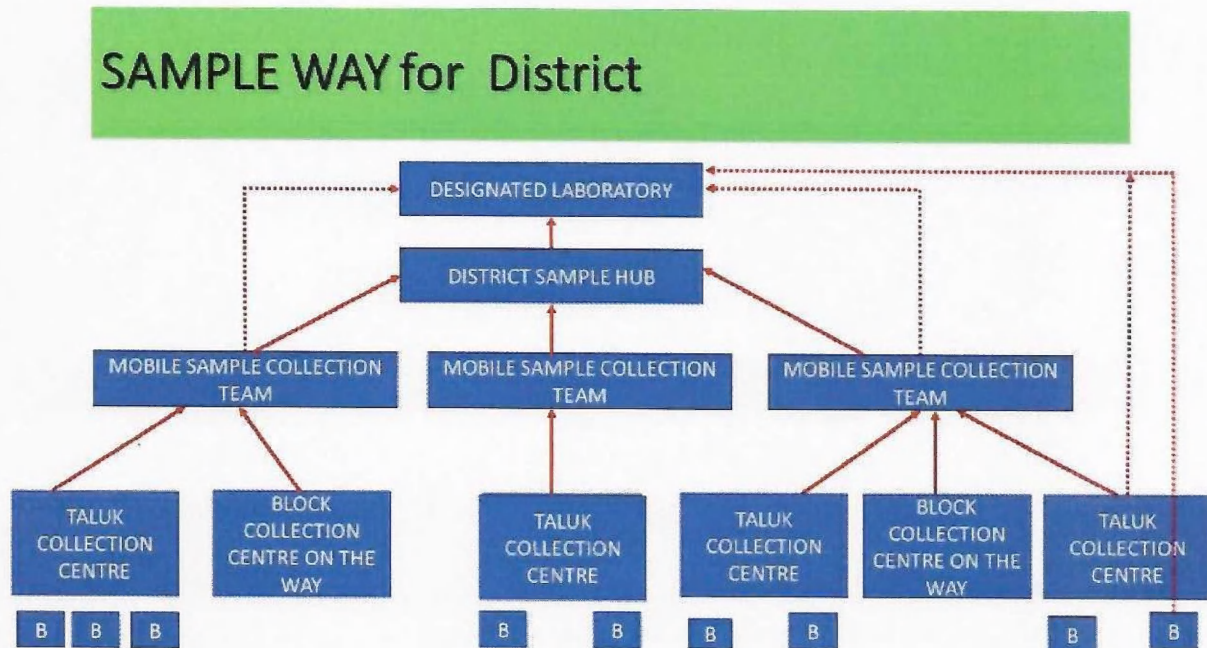 SAMPLE WAY for District
DESIGNATED LABORATORY
DISTRICT SAMPLE HUB
MOBILE SAMPLE COLLECTION
TEAM
MOBILE SAMPLE COLLECTION
TEAM
MOBILE SAMPLE COLLECTION
TEAM
TALUK
COLLECTION
CENTRE
BLOCK
COLLECTION
CENTRE ON THE
WAY
TALUK
COLLECTION
CENTRE
TALUK
COLLECTION
CENTRE
BLOCK
COLLECTION
CENTRE ON THE
WAY
TALUK
COLLECTION
CENTRE
B
B
B
B
B
B
B
B
B